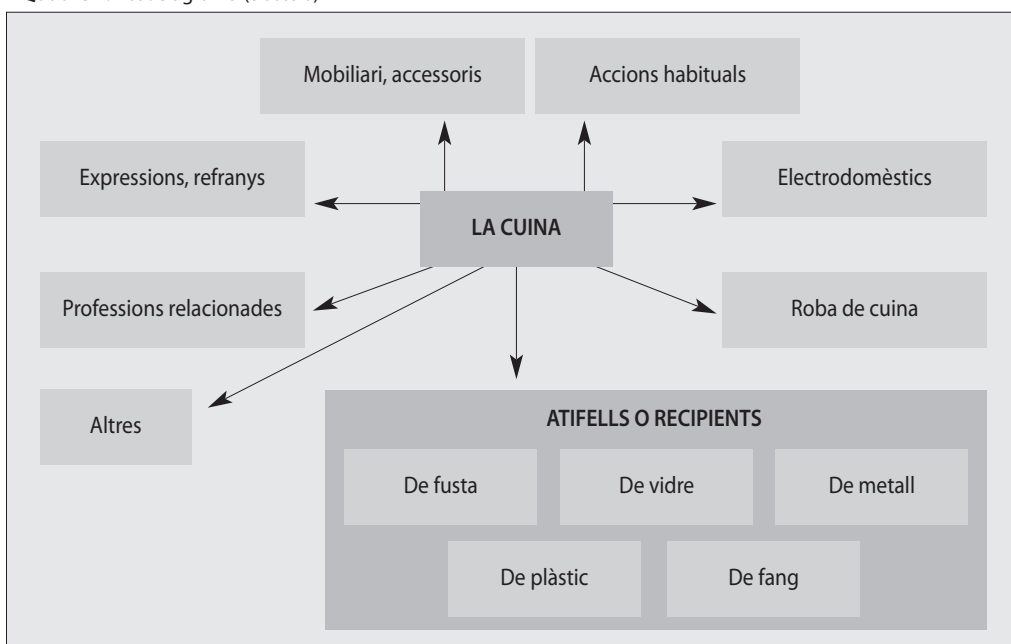 Mobiliari, accessoris
Accions habituals
Expressions, refranys
Electrodomèstics
LA CUINA
Professions relacionades
Roba de cuina
Altres
ATIFELLS O RECIPIENTS
De fusta
De vidre
De metall
De plàstic
De fang